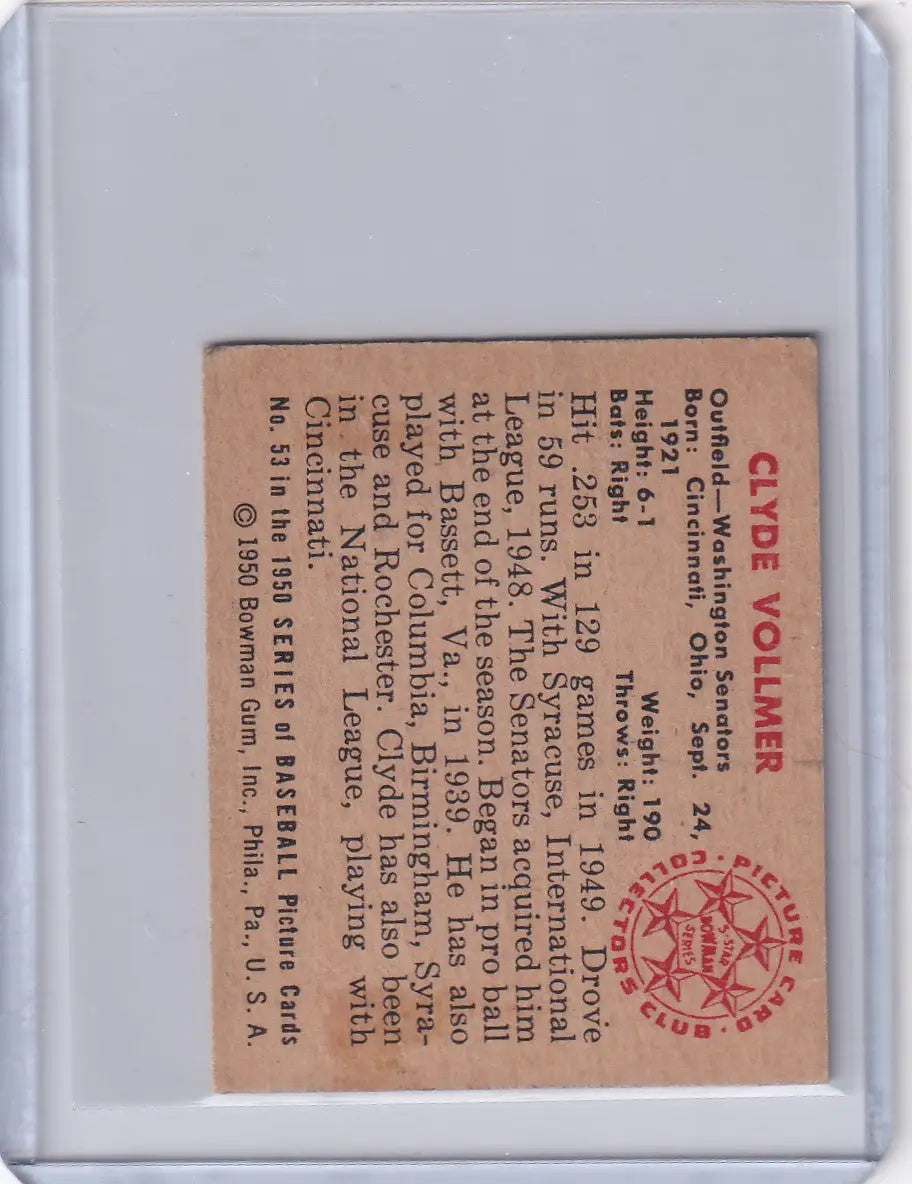 CLYDE VOLLMER
Outfield—Washington Senators
Born: Cincinnati, Ohio, Sept. 24,
1921
Height: 6-1 Weight: 190
Bats: Right Throws: Right
Hit .253 in 129 games in 1949. Drove
in 59 runs. With Syracuse, International
League, 1948. The Senators acquired him
at the end of the season. Began in pro ball
with Bassett, Va., in 1939. He has also
played for Columbia, Birmingham, Syra-
cuse and Rochester. Clyde has also been
in the National League, playing with
Cincinnati.
No. 53 in the 1950 SERIES of BASEBALL Picture Cards
© 1950 Bowman Gum, Inc., Phila., Pa., U. S. A.
PICTURE CARD · COLLECTORS CLUB ·
5-STAR
BOWMAN
SERIES